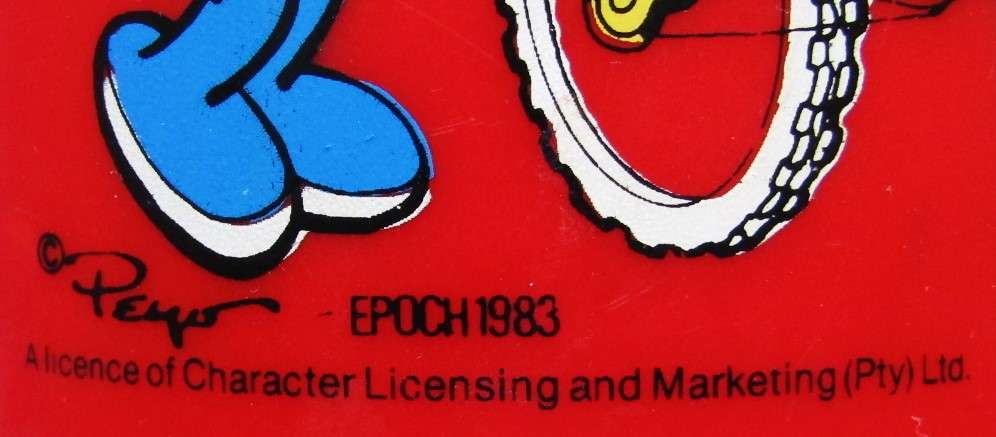 © Peyo
EPOCH 1983
A licence of Character Licensing and Marketing (Pty) Ltd.